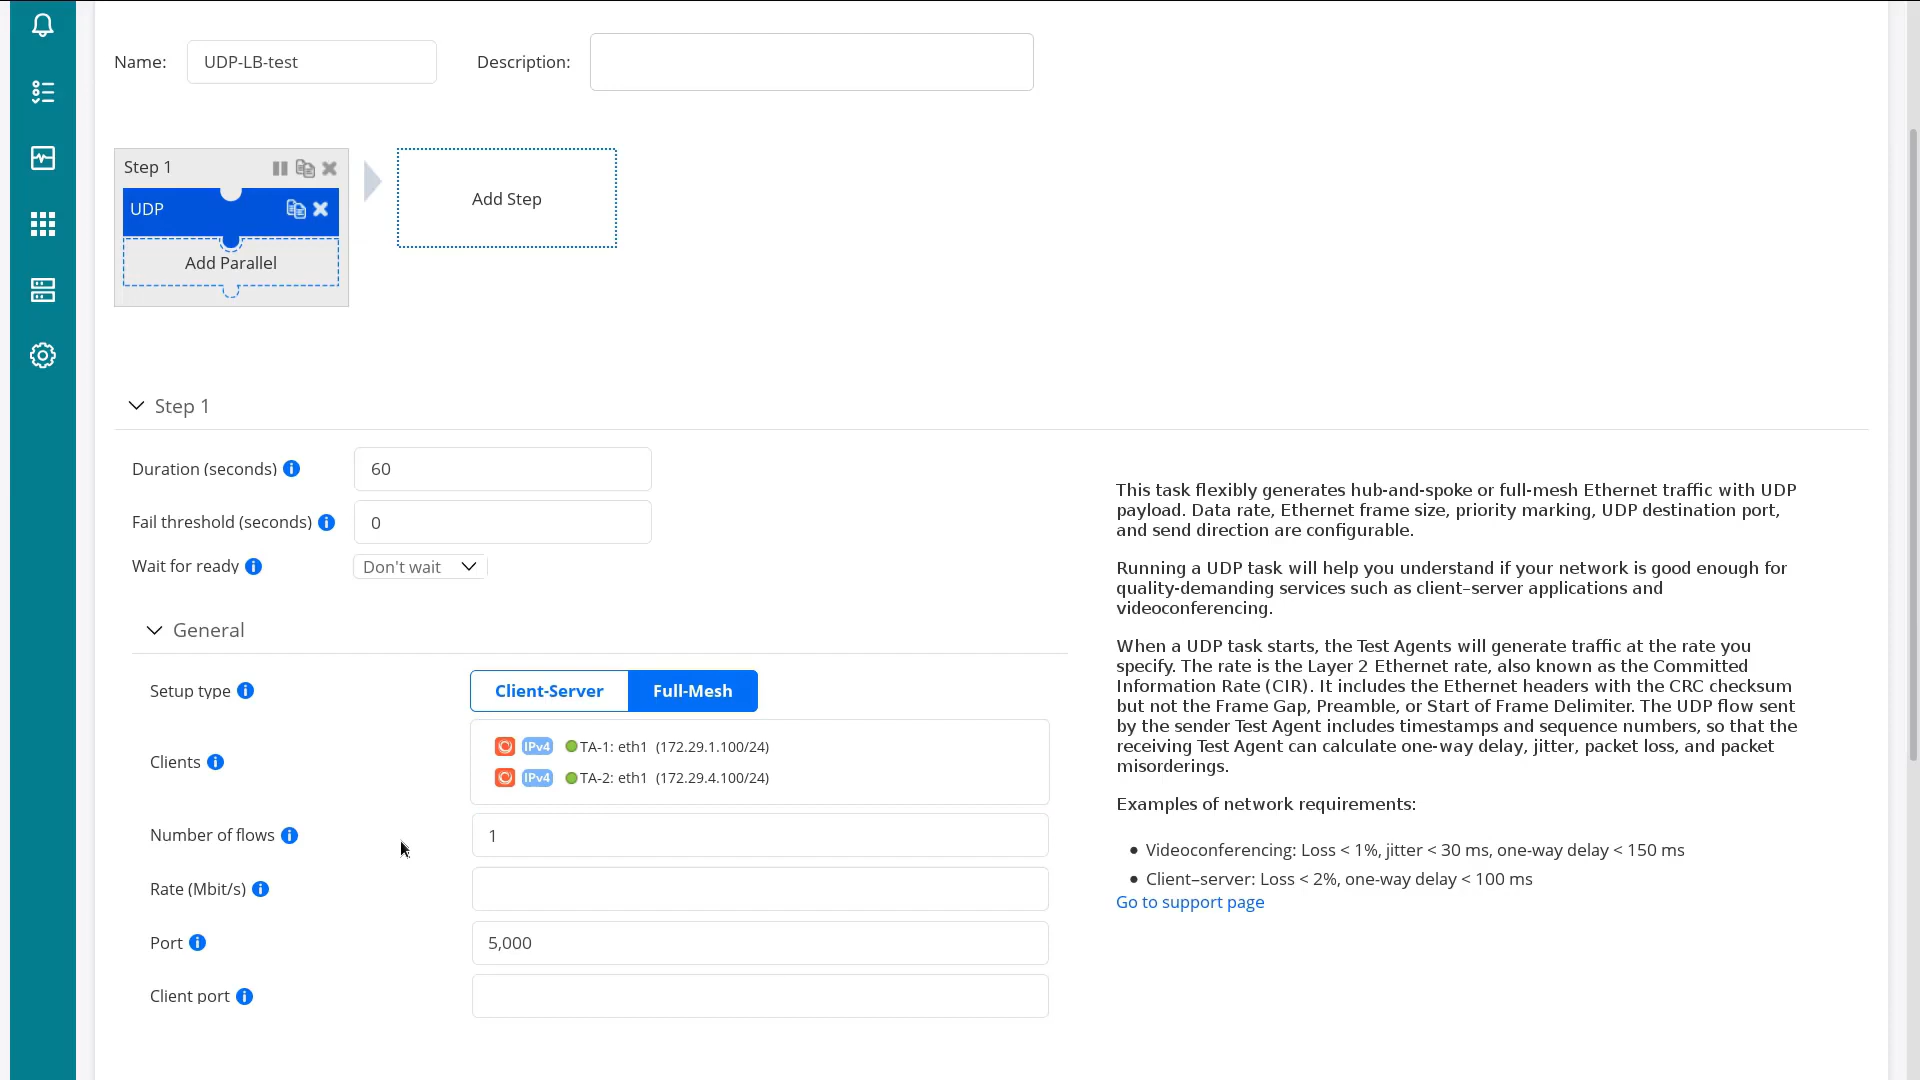 Name:
UDP-LB-test
Description:
Step 1
UDP
Add Parallel
Add Step
Step 1
Duration (seconds)
60
Fail threshold (seconds)
0
Wait for ready
Don't wait
General
Setup type
Client-Server
Full-Mesh
Clients
IPv4 TA-1: eth1 (172.29.1.100/24)
IPv4 TA-2: eth1 (172.29.4.100/24)
Number of flows
1
Rate (Mbit/s)
Port
5,000
Client port
This task flexibly generates hub-and-spoke or full-mesh Ethernet traffic with UDP
payload. Data rate, Ethernet frame size, priority marking, UDP destination port,
and send direction are configurable.
Running a UDP task will help you understand if your network is good enough for
quality-demanding services such as client–server applications and
videoconferencing.
When a UDP task starts, the Test Agents will generate traffic at the rate you
specify. The rate is the Layer 2 Ethernet rate, also known as the Committed
Information Rate (CIR). It includes the Ethernet headers with the CRC checksum
but not the Frame Gap, Preamble, or Start of Frame Delimiter. The UDP flow sent
by the sender Test Agent includes timestamps and sequence numbers, so that the
receiving Test Agent can calculate one-way delay, jitter, packet loss, and packet
misorderings.
Examples of network requirements:
• Videoconferencing: Loss < 1%, jitter < 30 ms, one-way delay < 150 ms
• Client–server: Loss < 2%, one-way delay < 100 ms
Go to support page